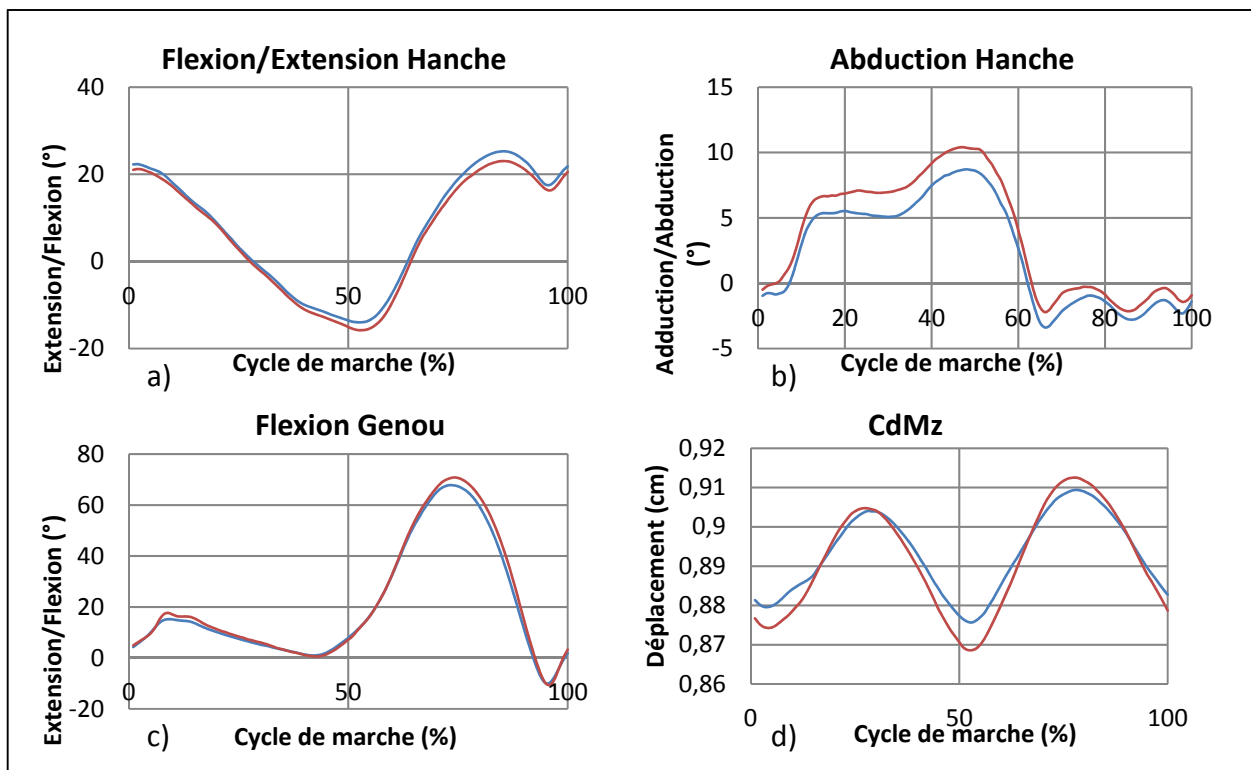 Flexion/Extension Hanche
Extension/Flexion (°)
40
20
0
-20
0
50
100
Cycle de marche (%)
a)
Abduction Hanche
Adduction/Abduction
(°)
15
10
5
0
-5
0
20
40
60
80
100
Cycle de marche (%)
b)
Flexion Genou
Extension/Flexion (°)
80
60
40
20
0
-20
0
50
100
Cycle de marche (%)
c)
CdMz
Déplacement (cm)
0,92
0,91
0,9
0,89
0,88
0,87
0,86
0
50
100
Cycle de marche (%)
d)